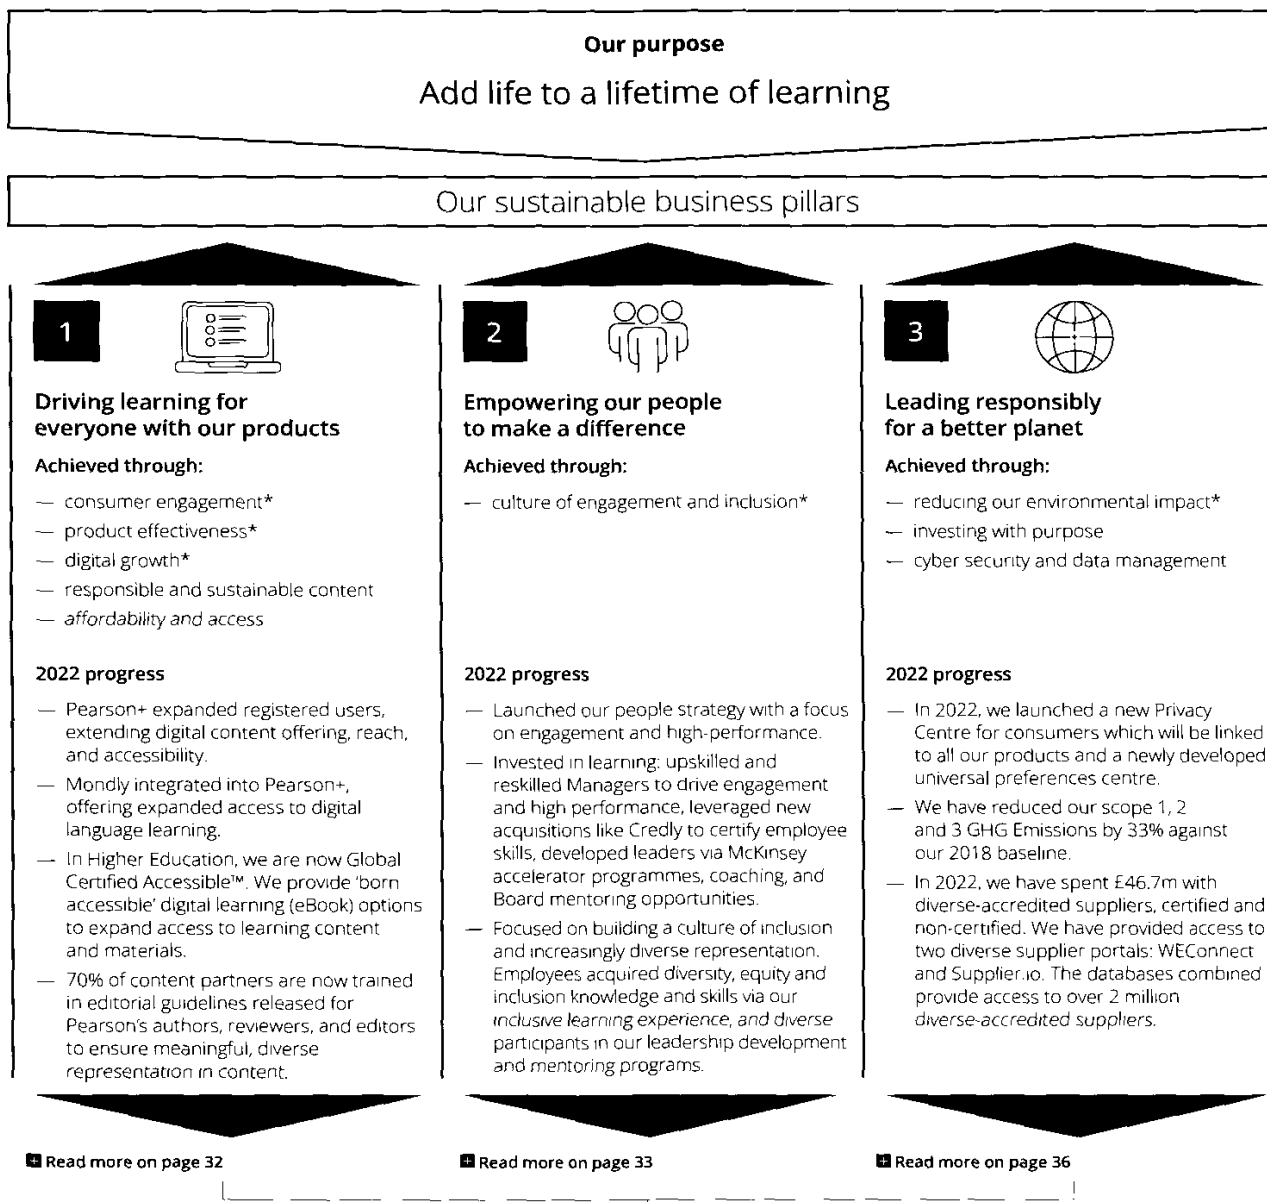 Our purpose
Add life to a lifetime of learning
Our sustainable business pillars
1
Driving learning for
everyone with our products
Achieved through:
— consumer engagement*
— product effectiveness*
— digital growth*
— responsible and sustainable content
— affordability and access
2022 progress
— Pearson+ expanded registered users,
extending digital content offering, reach,
and accessibility.
— Mondly integrated into Pearson+,
offering expanded access to digital
language learning.
— In Higher Education, we are now Global
Certified Accessible™. We provide ‘born
accessible’ digital learning (eBook) options
to expand access to learning content
and materials.
— 70% of content partners are now trained
in editorial guidelines released for
Pearson's authors, reviewers, and editors
to ensure meaningful, diverse
representation in content.
Read more on page 32
2
Empowering our people
to make a difference
Achieved through:
— culture of engagement and inclusion*
2022 progress
— Launched our people strategy with a focus
on engagement and high-performance.
— Invested in learning: upskilled and
reskilled Managers to drive engagement
and high performance, leveraged new
acquisitions like Credly to certify employee
skills, developed leaders via McKinsey
accelerator programmes, coaching, and
Board mentoring opportunities.
— Focused on building a culture of inclusion
and increasingly diverse representation.
Employees acquired diversity, equity and
inclusion knowledge and skills via our
inclusive learning experience, and diverse
participants in our leadership development
and mentoring programs.
Read more on page 33
3
Leading responsibly
for a better planet
Achieved through:
— reducing our environmental impact*
— investing with purpose
— cyber security and data management
2022 progress
— In 2022, we launched a new Privacy
Centre for consumers which will be linked
to all our products and a newly developed
universal preferences centre.
— We have reduced our scope 1, 2
and 3 GHG Emissions by 33% against
our 2018 baseline.
— In 2022, we have spent £46.7m with
diverse-accredited suppliers, certified and
non-certified. We have provided access to
two diverse supplier portals: WEConnect
and Supplier.io. The databases combined
provide access to over 2 million
diverse-accredited suppliers.
Read more on page 36